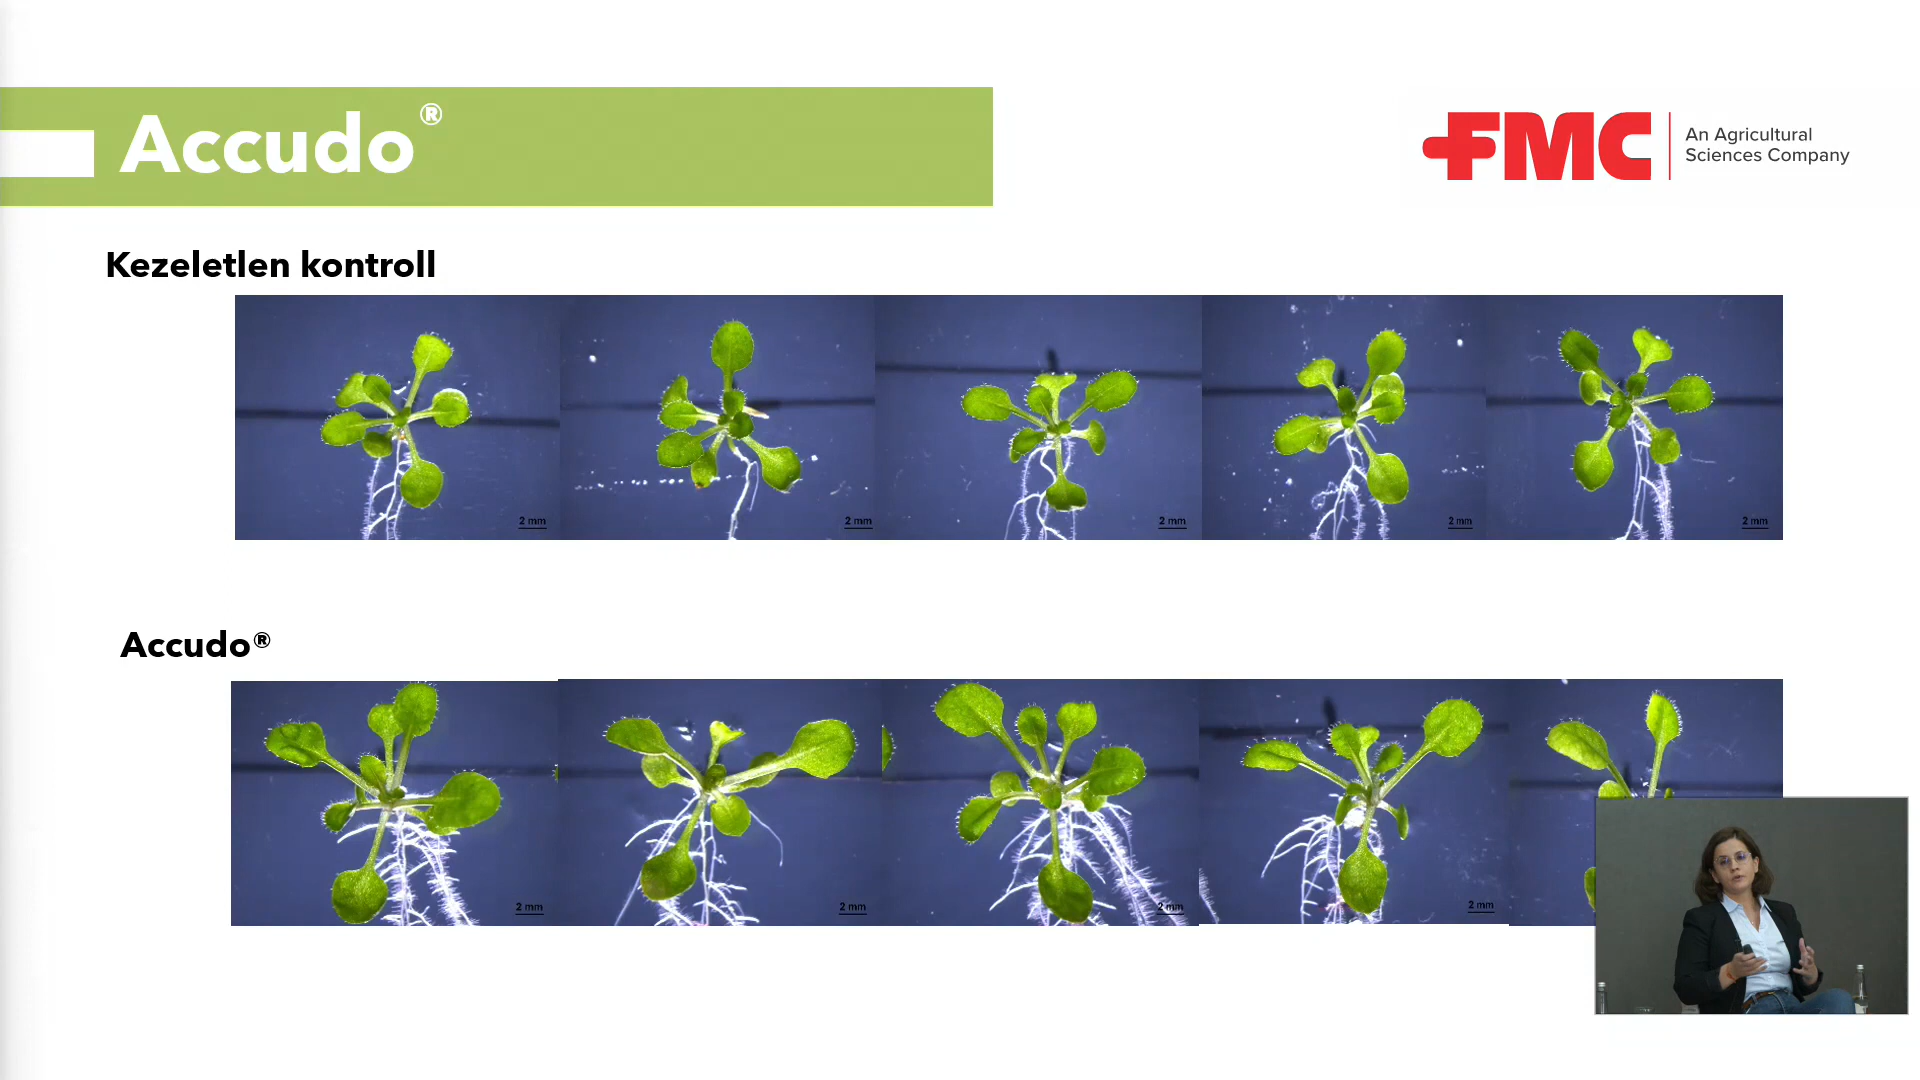 Accudo®
FMC
An Agricultural
Sciences Company
Kezeletlen kontroll
2 mm
2 mm
2 mm
2 mm
2 mm
Accudo®
2 mm
2 mm
2 mm
2 mm